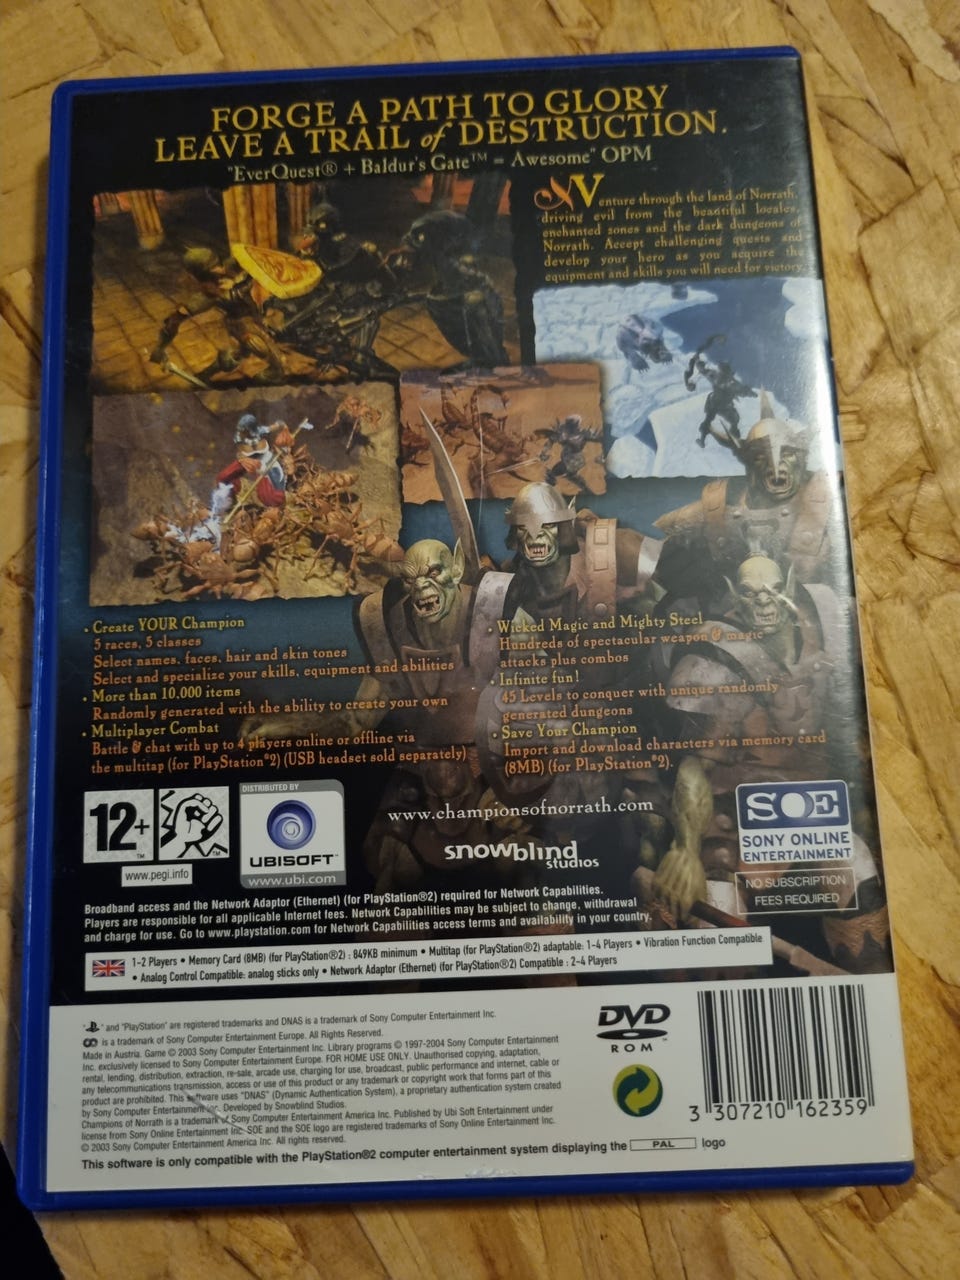 FORGE A PATH TO GLORY
LEAVE A TRAIL of DESTRUCTION.
"EverQuest® + Baldur's Gate™ = Awesome" OPM
Venture through the land of Norrath,
driving evil from the beautiful locales,
enchanted zones and the dark dungeons of
Norrath. Accept challenging quests and
develop your hero as you acquire the
equipment and skills you will need for victory.
• Create YOUR Champion
5 races, 5 classes
Select names, faces, hair and skin tones
Select and specialize your skills, equipment and abilities
• More than 10,000 items
Randomly generated with the ability to create your own
• Multiplayer Combat
Battle & chat with up to 4 players online or offline via
the multitap (for PlayStation®2) (USB headset sold separately)
• Wicked Magic and Mighty Steel
Hundreds of spectacular weapon & magic
attacks plus combos
• Infinite fun!
45 Levels to conquer with unique randomly
generated dungeons
• Save Your Champion
Import and download characters via memory card
(8MB) (for PlayStation®2).
12+
™
™
www.pegi.info
DISTRIBUTED BY
UBISOFT™
www.ubi.com
www.championsofnorrath.com
snowblind
studios
SOE
SONY ONLINE
ENTERTAINMENT
NO SUBSCRIPTION
FEES REQUIRED
Broadband access and the Network Adaptor (Ethernet) (for PlayStation®2) required for Network Capabilities.
Players are responsible for all applicable Internet fees. Network Capabilities may be subject to change, withdrawal
and charge for use. Go to www.playstation.com for Network Capabilities access terms and availability in your country.
1-2 Players • Memory Card (8MB) (for PlayStation®2) : 849KB minimum • Multitap (for PlayStation®2) adaptable: 1-4 Players • Vibration Function Compatible
• Analog Control Compatible: analog sticks only • Network Adaptor (Ethernet) (for PlayStation®2) Compatible : 2-4 Players
" " and "PlayStation" are registered trademarks and DNAS is a trademark of Sony Computer Entertainment Inc.
is a trademark of Sony Computer Entertainment Europe. All Rights Reserved.
Made in Austria. Game © 2003 Sony Computer Entertainment Inc. Library programs © 1997-2004 Sony Computer Entertainment
Inc. exclusively licensed to Sony Computer Entertainment Europe. FOR HOME USE ONLY. Unauthorised copying, adaptation,
rental, lending, distribution, extraction, re-sale, arcade use, charging for use, broadcast, public performance and internet, cable or
any telecommunications transmission, access or use of this product or any trademark or copyright work that forms part of this
product are prohibited. This software uses "DNAS" (Dynamic Authentication System), a proprietary authentication system created
by Sony Computer Entertainment Inc. Developed by Snowblind Studios.
Champions of Norrath is a trademark of Sony Computer Entertainment America Inc. Published by Ubi Soft Entertainment under
license from Sony Online Entertainment Inc. SOE and the SOE logo are registered trademarks of Sony Online Entertainment Inc.
© 2003 Sony Computer Entertainment America Inc. All rights reserved.
This software is only compatible with the PlayStation®2 computer entertainment system displaying the PAL logo
DVD
ROM ™
3 307210 162359